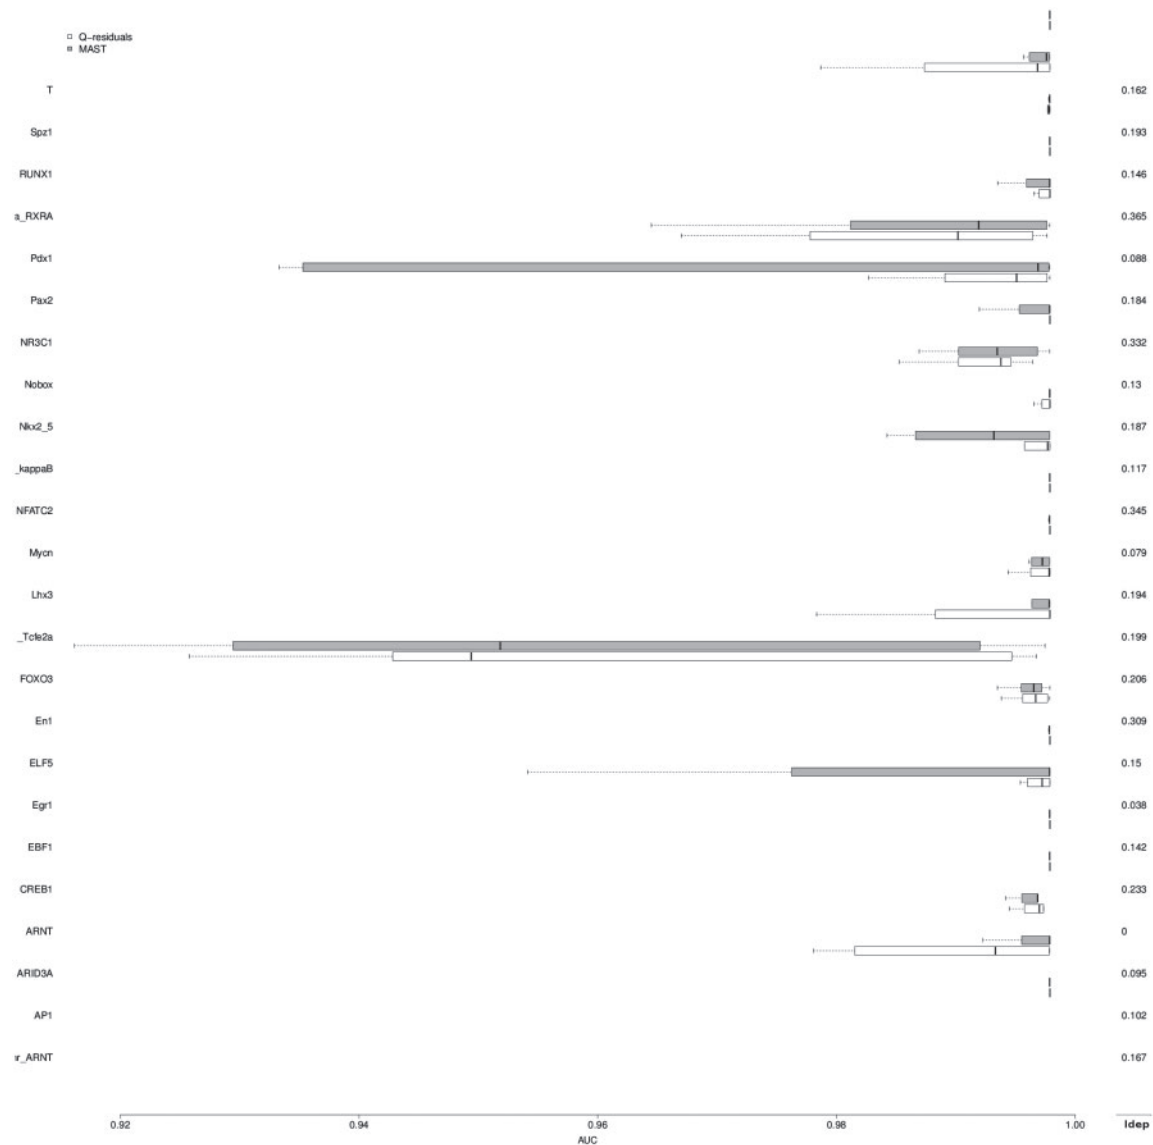 Q-residuals
MAST
T 0.162
Spz1 0.193
RUNX1 0.146
a_RXRA 0.365
Pdx1 0.088
Pax2 0.184
NR3C1 0.332
Nobox 0.13
Nkx2_5 0.187
_kappaB 0.117
NFATC2 0.345
Mycn 0.079
Lhx3 0.194
_Tcfe2a 0.199
FOXO3 0.206
En1 0.309
ELF5 0.15
Egr1 0.038
EBF1 0.142
CREB1 0.233
ARNT 0
ARID3A 0.095
AP1 0.102
r_ARNT 0.167
0.92 0.94 0.96 0.98 1.00 Idep
AUC